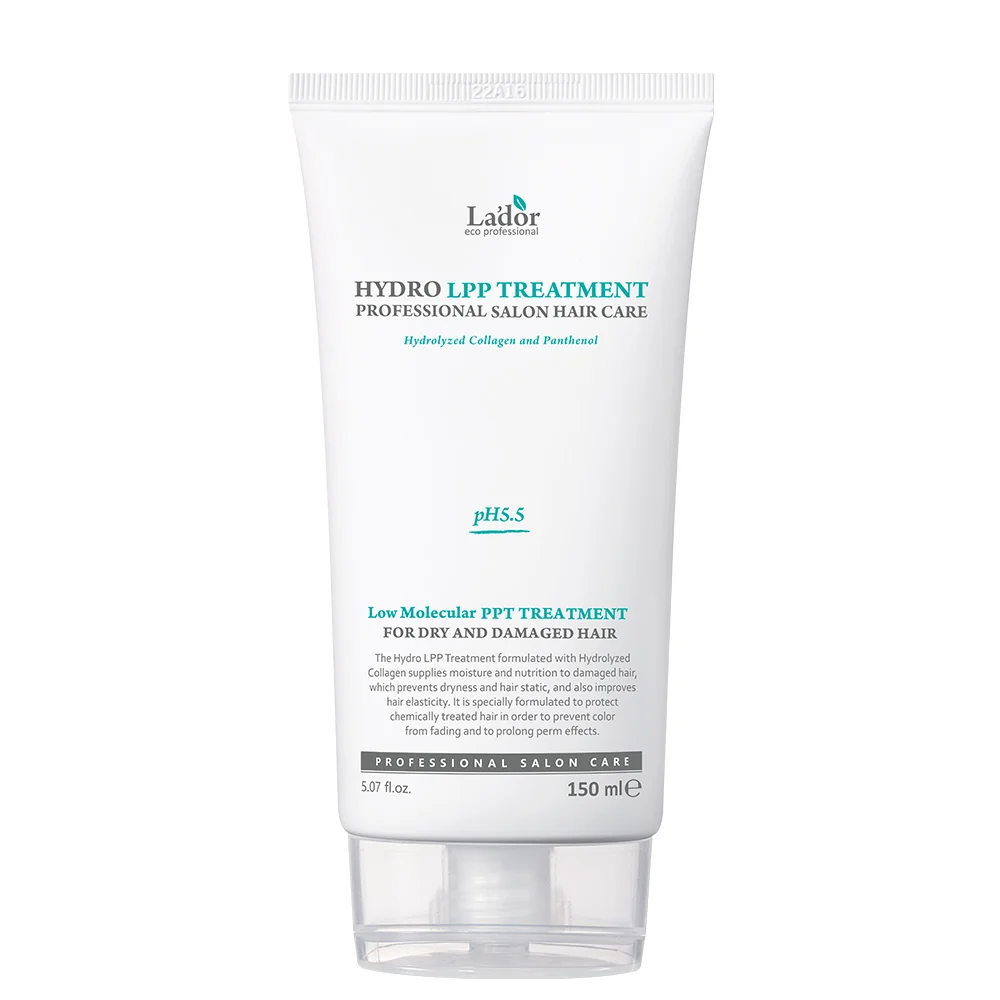 22A16
La'dor
eco professional
HYDRO LPP TREATMENT
PROFESSIONAL SALON HAIR CARE
Hydrolyzed Collagen and Panthenol
pH5.5
Low Molecular PPT TREATMENT
FOR DRY AND DAMAGED HAIR
The Hydro LPP Treatment formulated with Hydrolyzed
Collagen supplies moisture and nutrition to damaged hair,
which prevents dryness and hair static, and also improves
hair elasticity. It is specially formulated to protect
chemically treated hair in order to prevent color
from fading and to prolong perm effects.
PROFESSIONAL SALON CARE
5.07 fl.oz. 150 ml℮